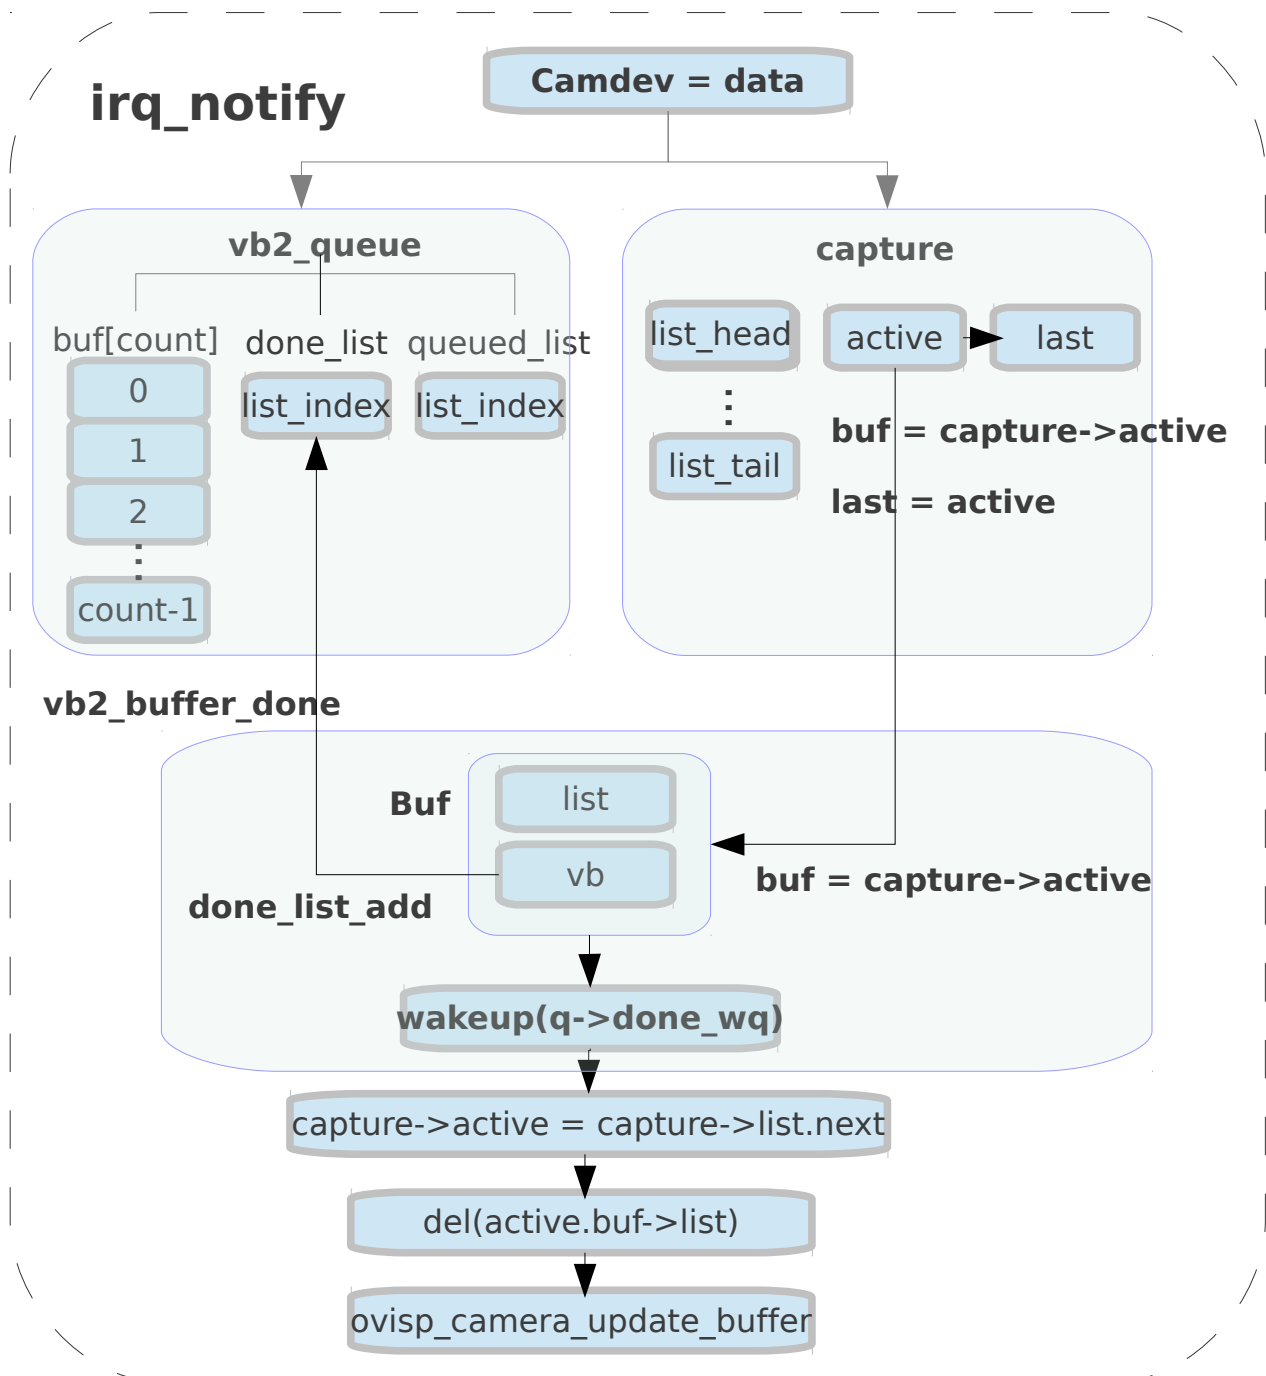 Camdev = data
irq_notify
vb2_queue
buf[count]
done_list
queued_list
0
1
2
count-1
list_index
list_index
capture
list_head
active
last
list_tail
buf = capture->active
last = active
vb2_buffer_done
Buf
list
vb
buf = capture->active
done_list_add
wakeup(q->done_wq)
capture->active = capture->list.next
del(active.buf->list)
ovisp_camera_update_buffer